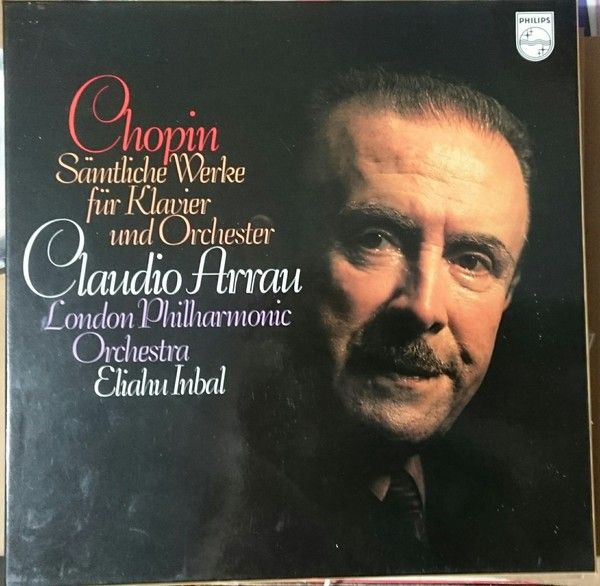 PHILIPS
Chopin
Sämtliche Werke
für Klavier
und Orchester
Claudio Arrau
London Philharmonic
Orchestra
Eliahu Inbal